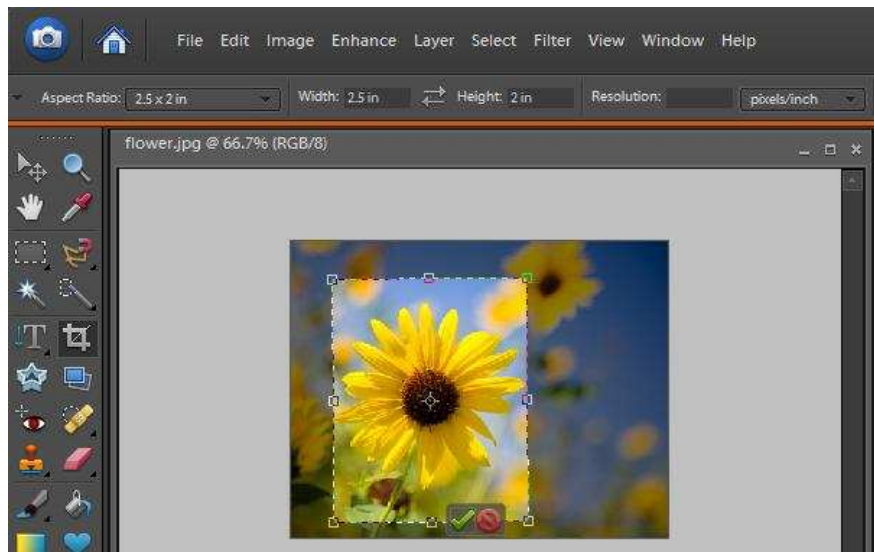 File Edit Image Enhance Layer Select Filter View Window Help
Aspect Ratio: 2.5 x 2 in Width: 2.5 in Height: 2 in Resolution: pixels/inch
flower.jpg @ 66.7% (RGB/8)
T